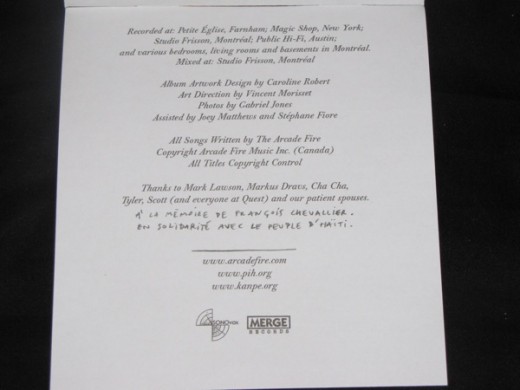 Recorded at: Petite Église, Farnham; Magic Shop, New York;
Studio Frisson, Montréal; Public Hi-Fi, Austin;
and various bedrooms, living rooms and basements in Montréal.
Mixed at: Studio Frisson, Montréal
Album Artwork Design by Caroline Robert
Art Direction by Vincent Morisset
Photos by Gabriel Jones
Assisted by Joey Matthews and Stéphane Fiore
All Songs Written by The Arcade Fire
Copyright Arcade Fire Music Inc. (Canada)
All Titles Copyright Control
Thanks to Mark Lawson, Markus Dravs, Cha Cha,
Tyler, Scott (and everyone at Quest) and our patient spouses.
À LA MÉMOIRE DE FRANÇOIS CHEVALLIER.
EN SOLIDARITÉ AVEC LE PEUPLE D'HAÏTI.
www.arcadefire.com
www.pih.org
www.kanpe.org
MERGE
RECORDS